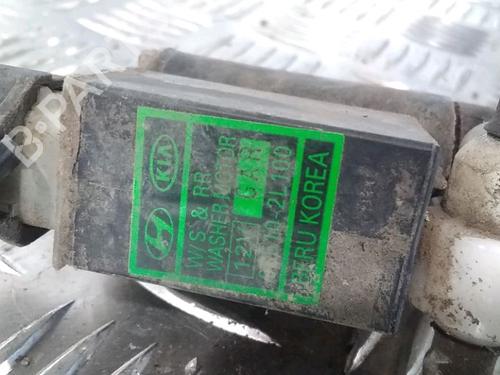 B-PARTS
KIA
W/S & RR
WASHER MOTOR
12V
-2L100
KOREA